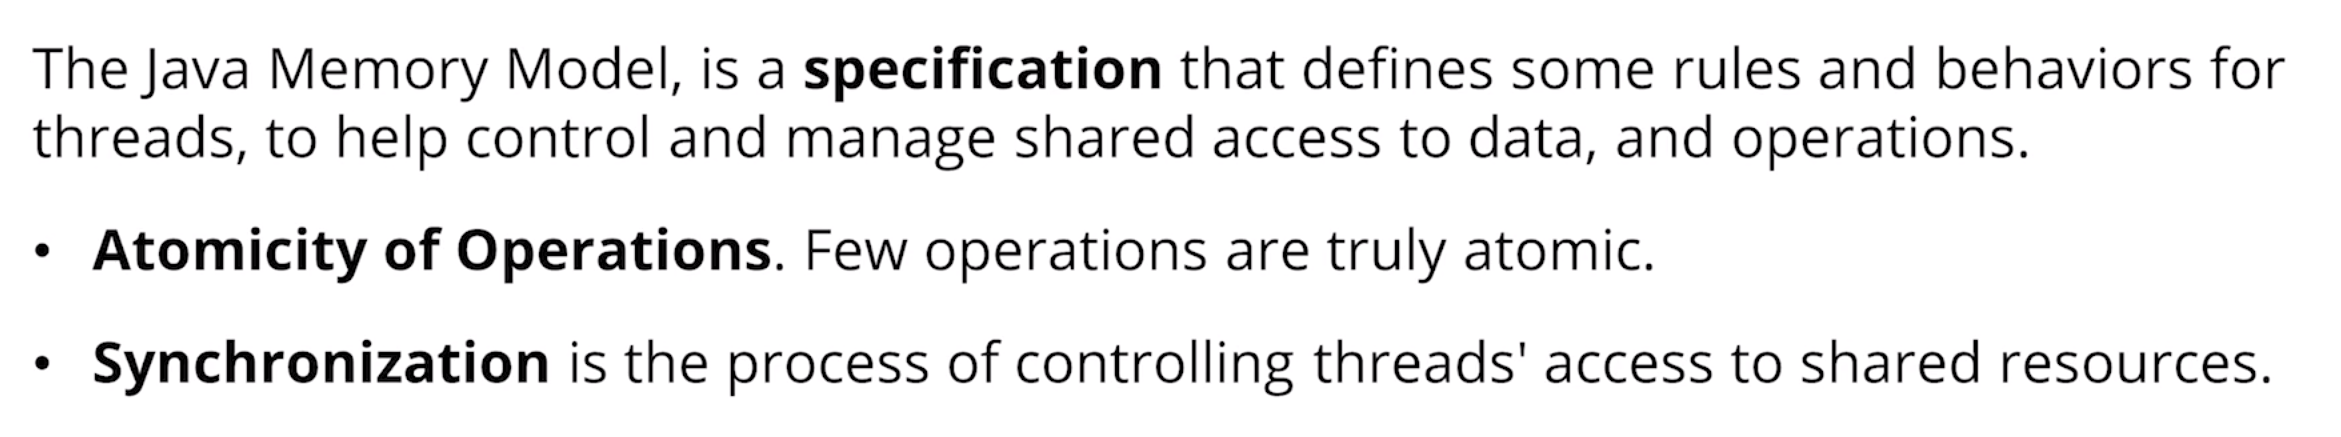 The Java Memory Model, is a specification that defines some rules and behaviors for
threads, to help control and manage shared access to data, and operations.
• Atomicity of Operations. Few operations are truly atomic.
• Synchronization is the process of controlling threads' access to shared resources.